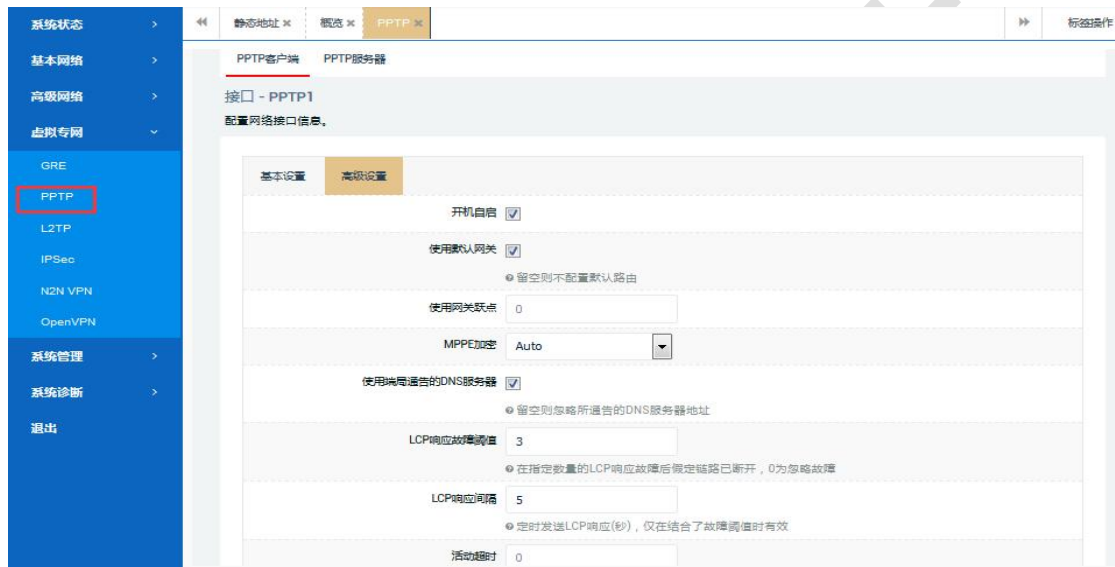 系统状态
基本网络
高级网络
虚拟专网
GRE
PPTP
L2TP
IPSec
N2N VPN
OpenVPN
系统管理
系统诊断
退出
静态地址 概览 PPTP 标签操作
PPTP客户端 PPTP服务器
接口 - PPTP1
配置网络接口信息。
基本设置 高级设置
开机自启
使用默认网关
留空则不配置默认路由
使用网关跃点 0
MPPE加密 Auto
使用端局通告的DNS服务器
留空则忽略所通告的DNS服务器地址
LCP响应故障阈值 3
在指定数量的LCP响应故障后假定链路已断开，0为忽略故障
LCP响应间隔 5
定时发送LCP响应(秒)，仅在结合了故障阈值时有效
活动超时 0